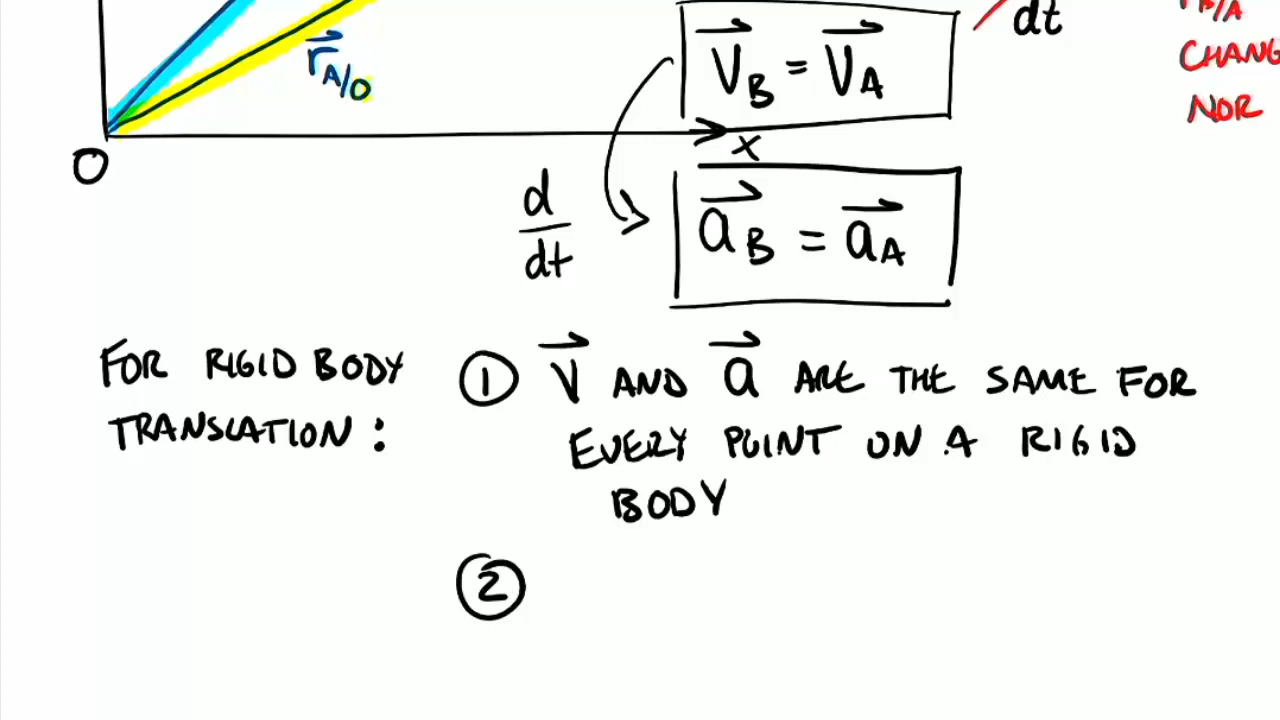 r⃗A/O
V⃗B = V⃗A
dt
rB/A
CHANG
NOR
O
x
d
dt
a⃗B = a⃗A
FOR RIGID BODY
TRANSLATION:
① V⃗ AND a⃗ ARE THE SAME FOR
EVERY POINT ON A RIGID
BODY
②